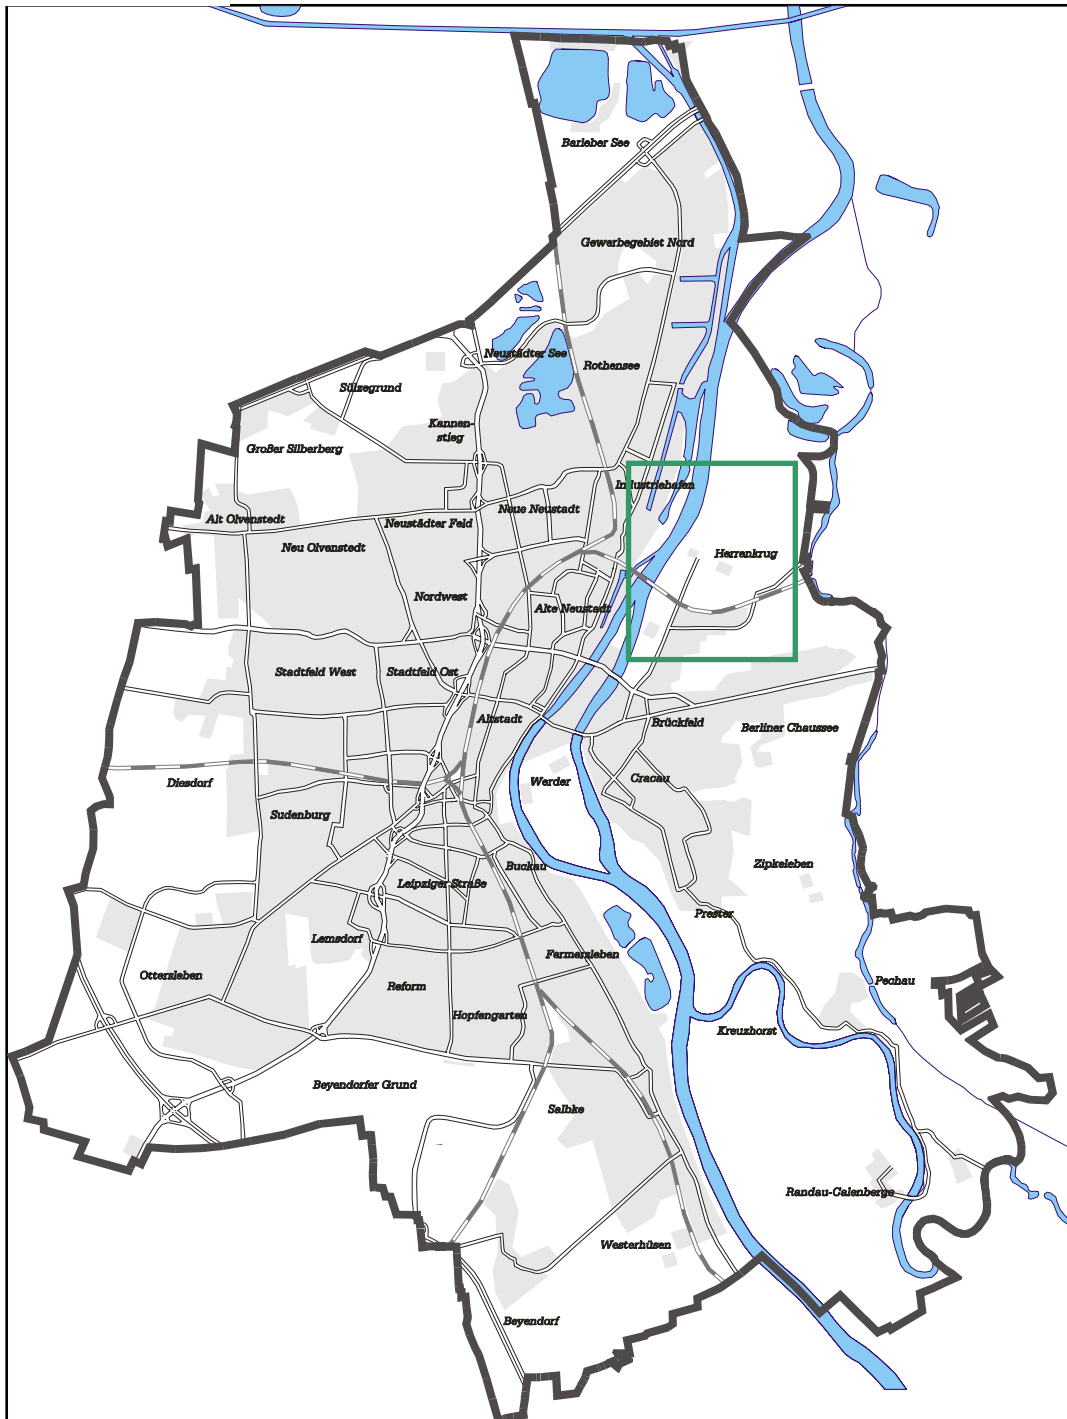 Barleber See
Gewerbegebiet Nord
Neustädter See
Rothensee
Sülzegrund
Kannen-
stieg
Großer Silberberg
Industriehafen
Neue Neustadt
Alt Olvenstedt
Neustädter Feld
Neu Olvenstedt
Herrenkrug
Nordwest
Alte Neustadt
Stadtfeld West
Stadtfeld Ost
Altstadt
Brückfeld
Berliner Chaussee
Diesdorf
Werder
Cracau
Sudenburg
Buckau
Zipkeleben
Leipziger Straße
Prester
Lemsdorf
Fermersleben
Ottersleben
Reform
Pechau
Hopfengarten
Kreuzhorst
Beyendorfer Grund
Salbke
Randau-Calenberge
Westerhüsen
Beyendorf